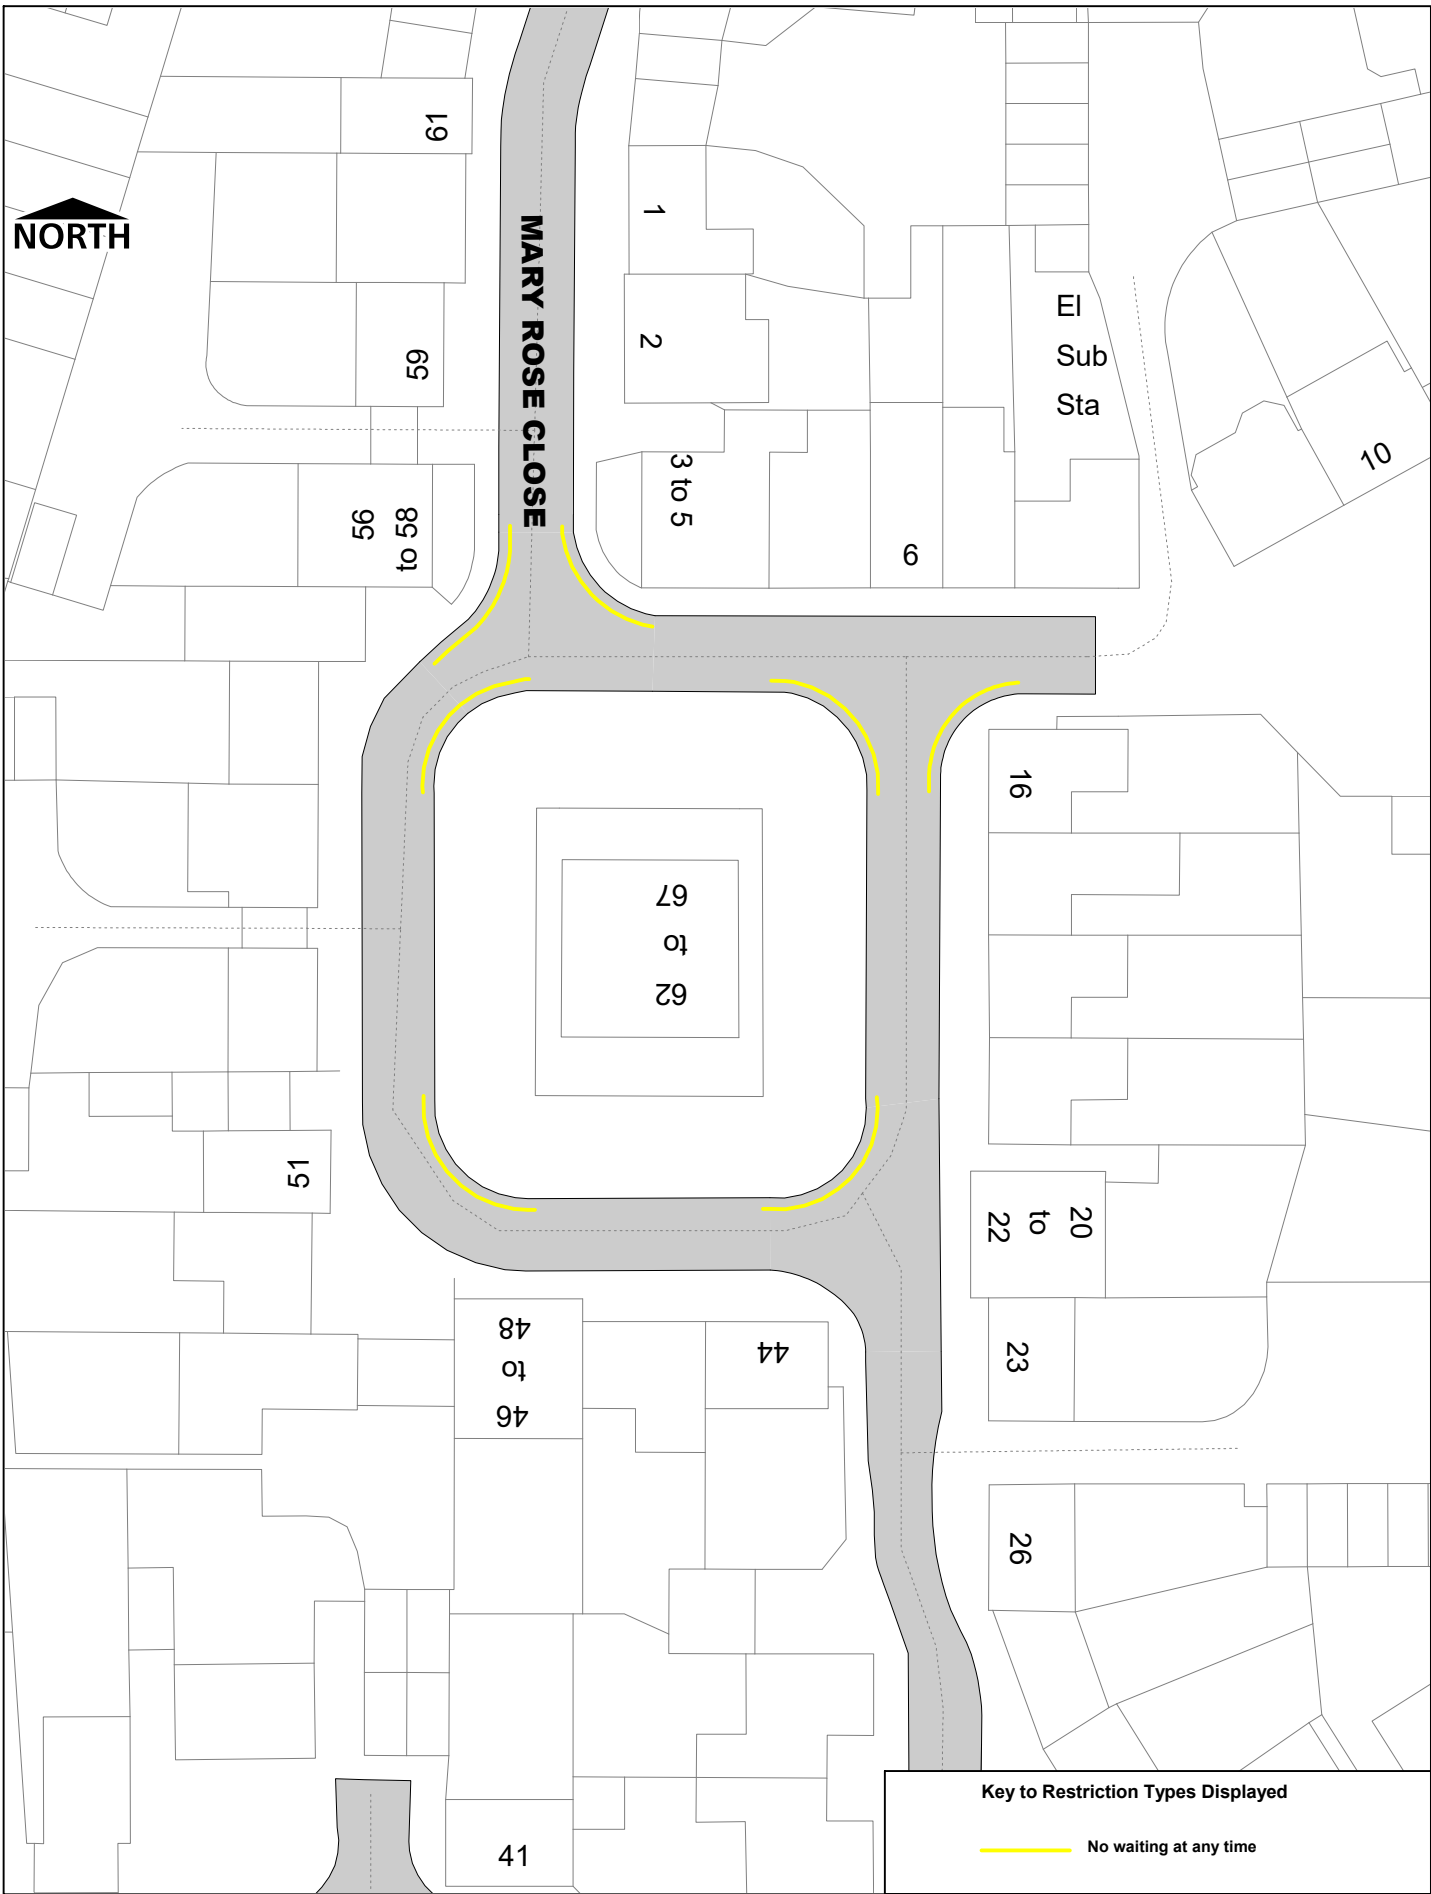 61
NORTH
1
MARY ROSE CLOSE
2
59
El
Sub
Sta
10
3 to 5
56
to 58
6
16
67
to
62
51
20
to
22
48
to
46
44
23
26
41
Key to Restriction Types Displayed
No waiting at any time